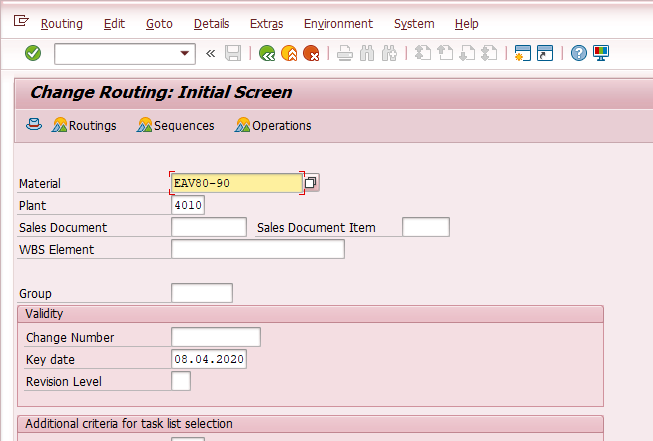 Routing Edit Goto Details Extras Environment System Help
Change Routing: Initial Screen
Routings Sequences Operations
Material EAV80-90
Plant 4010
Sales Document Sales Document Item
WBS Element
Group
Validity
Change Number
Key date 08.04.2020
Revision Level
Additional criteria for task list selection